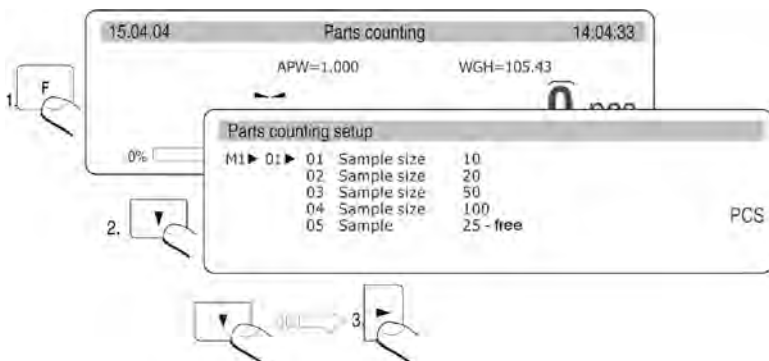 15.04.04 Parts counting 14:04:33
APW=1.000 WGH=105.43
1. F
0%
Parts counting setup
M1▶ 01▶ 01 Sample size 10
02 Sample size 20
03 Sample size 50
04 Sample size 100
05 Sample 25 - free
PCS
2.
3.